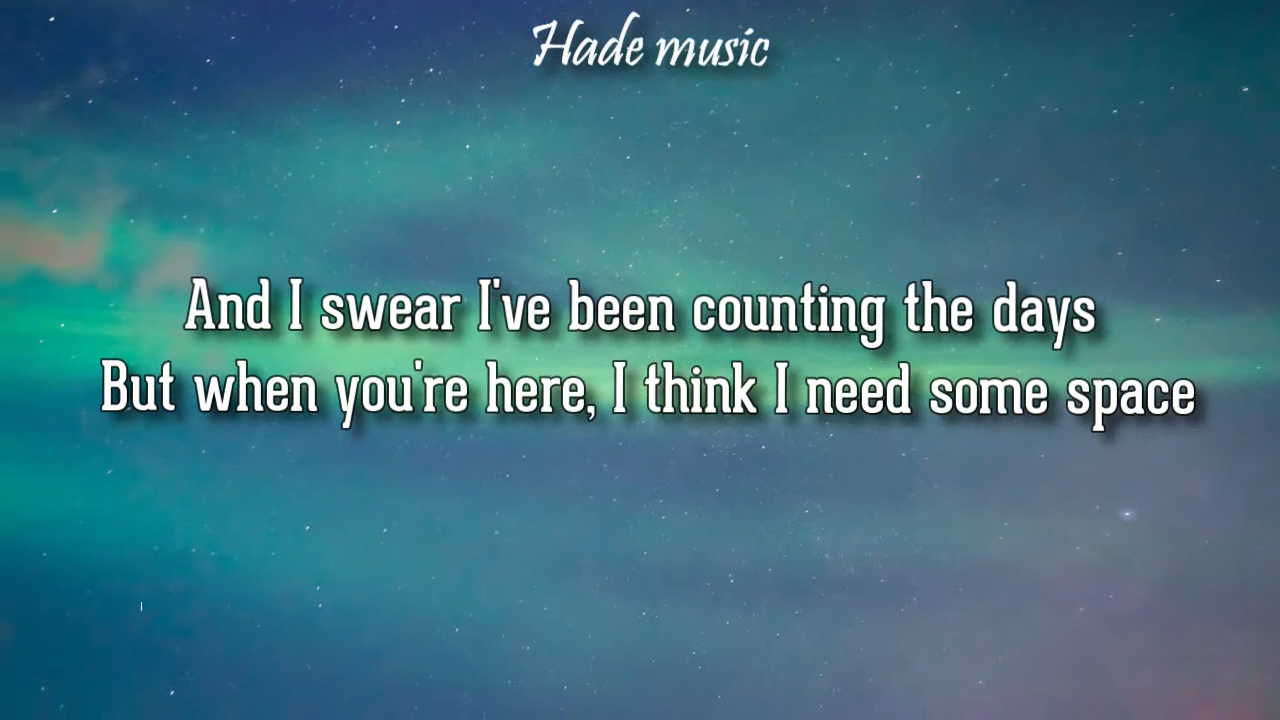 Hade music
And I swear I've been counting the days
But when you're here, I think I need some space